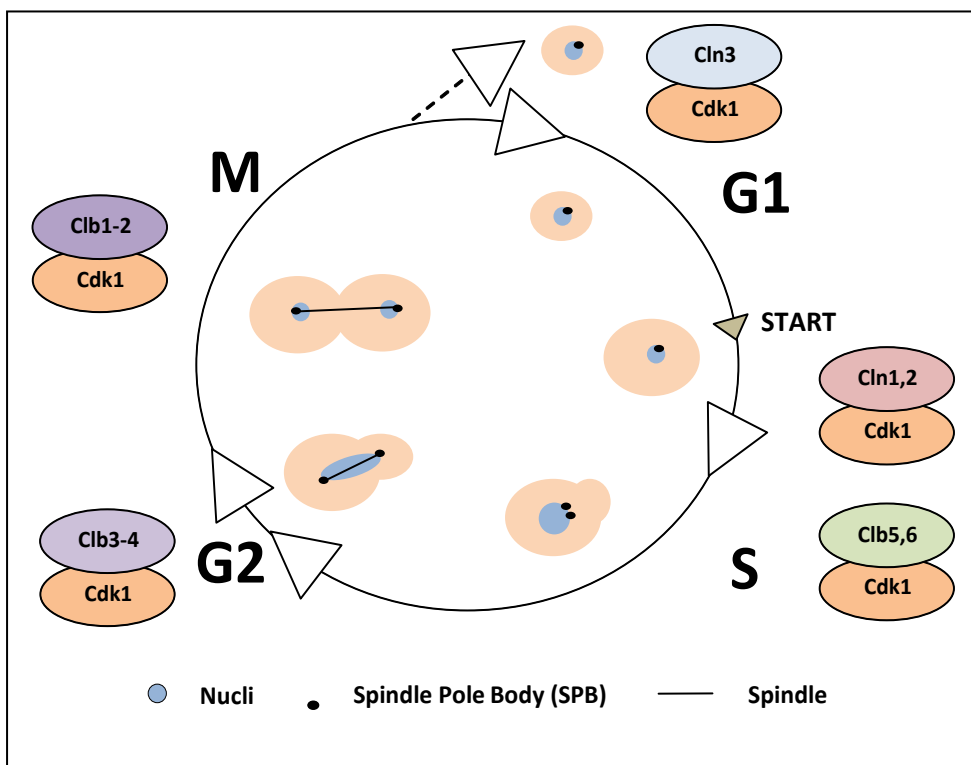 Cln3
Cdk1
M
G1
Clb1-2
Cdk1
START
Cln1,2
Cdk1
Clb3-4
Cdk1
G2
S
Clb5,6
Cdk1
Nucli
Spindle Pole Body (SPB)
Spindle